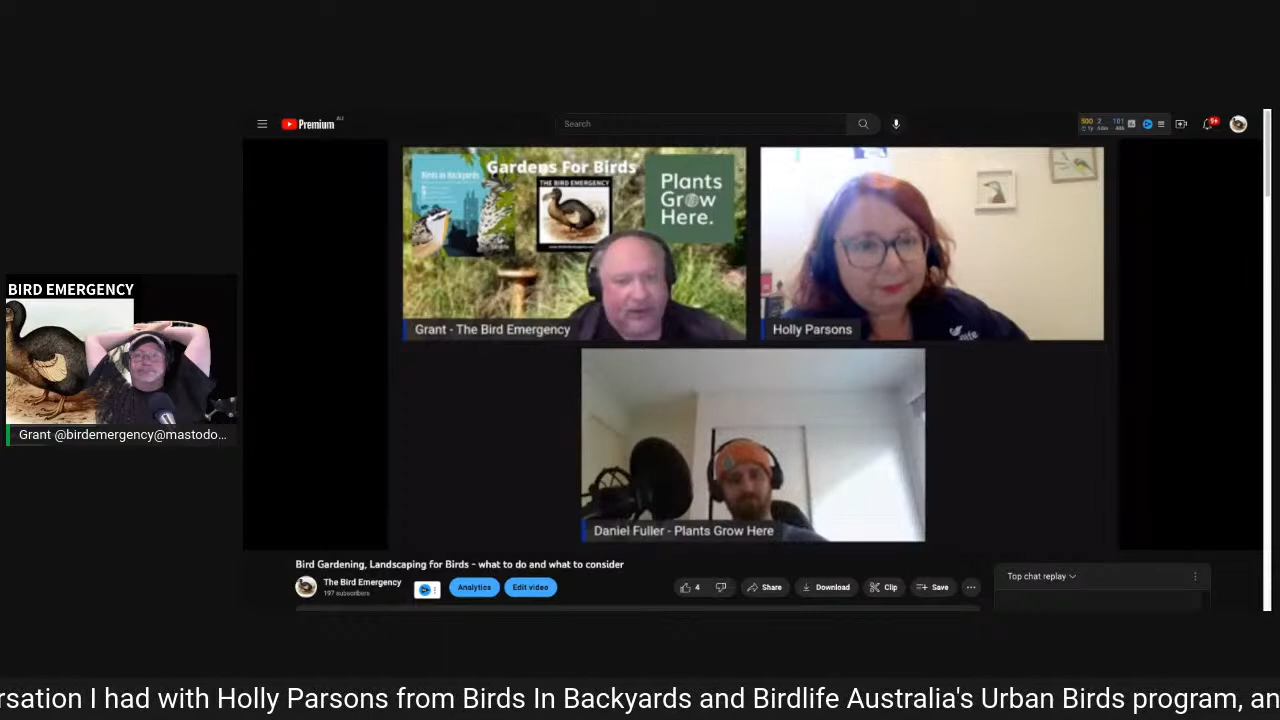 Premium AU
Search
9+
Gardens For Birds
Birds in Backyards
THE BIRD EMERGENCY
Plants
Grow
Here.
Grant - The Bird Emergency
Holly Parsons
BIRD EMERGENCY
Grant @birdemergency@mastodo...
Daniel Fuller - Plants Grow Here
Bird Gardening, Landscaping for Birds - what to do and what to consider
The Bird Emergency
197 subscribers
Analytics
Edit video
4
Share
Download
Clip
Save
Top chat replay
rsation I had with Holly Parsons from Birds In Backyards and Birdlife Australia's Urban Birds program, an